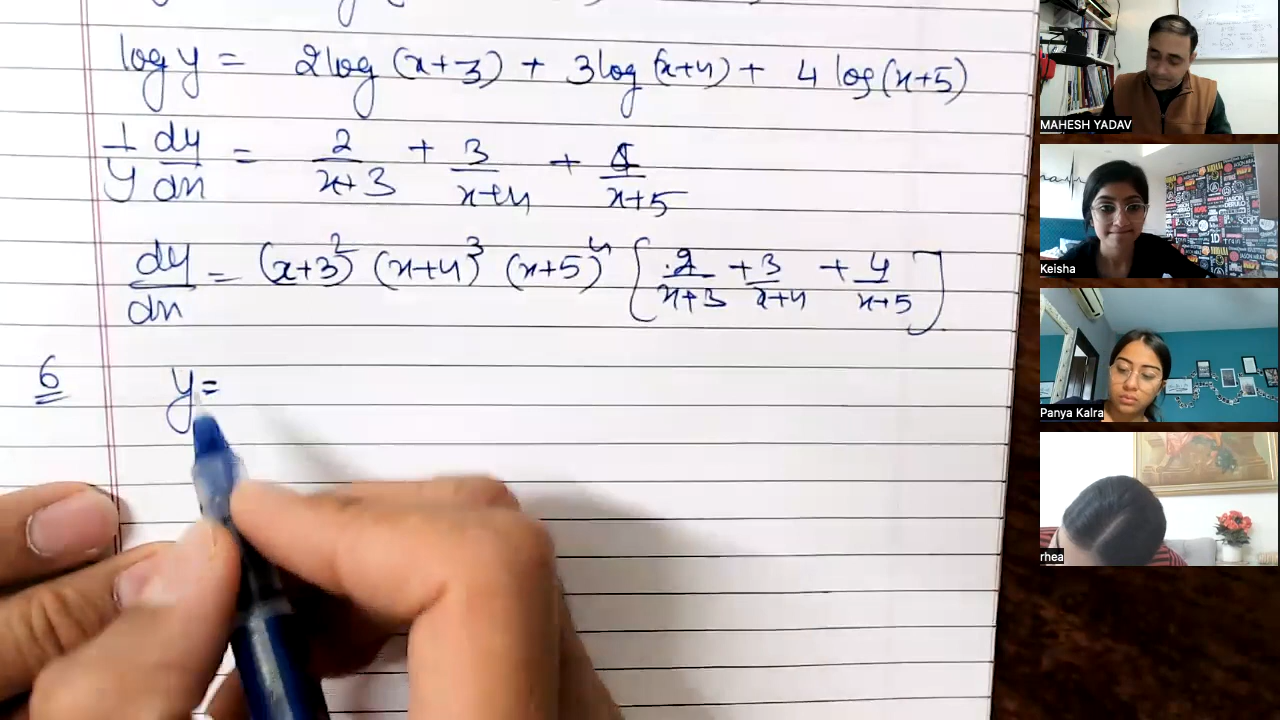 log y = 2log (x+3) + 3log(x+4) + 4 log(x+5)
1/y dy/dx = 2/x+3 + 3/x+4 + 4/x+5
dy/dx = (x+3)² (x+4)³ (x+5)⁴ [2/x+3 + 3/x+4 + 4/x+5]
6 y=
MAHESH YADAV
Keisha
Panya Kalra
rhea